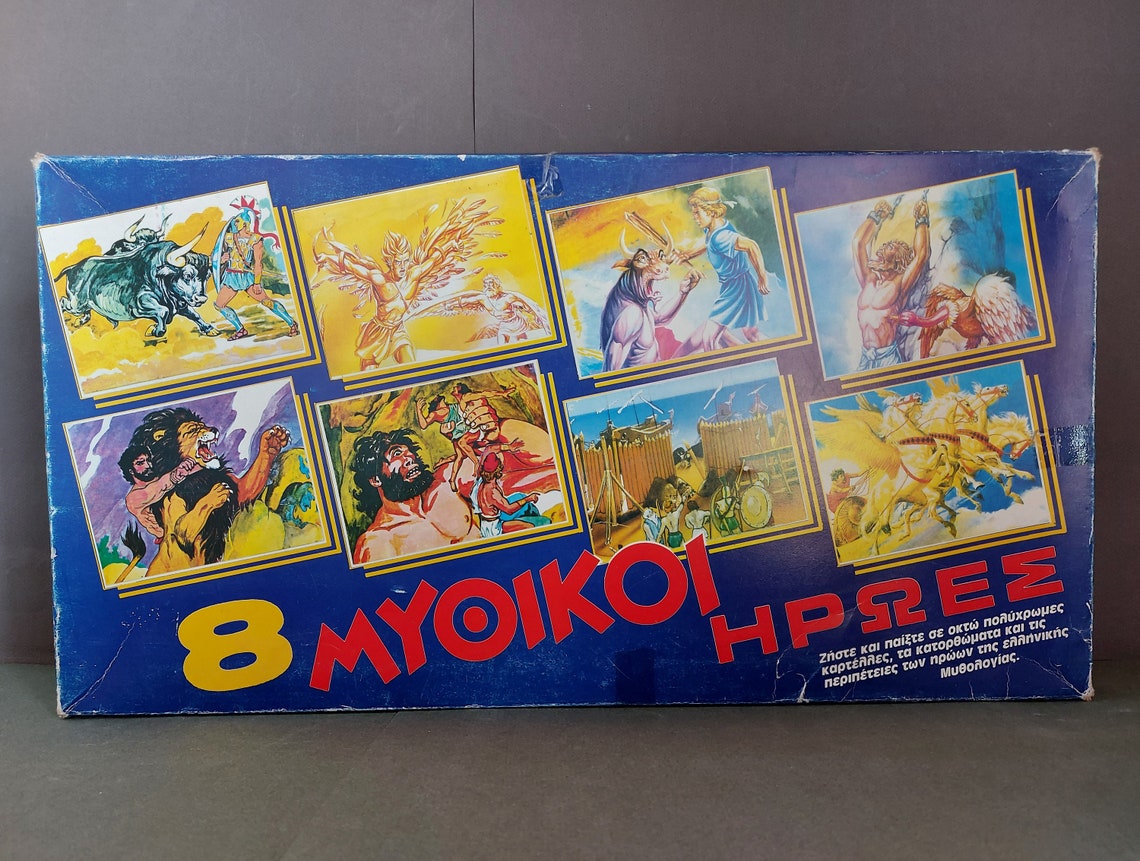 8 ΜΥΘΙΚΟΙ ΗΡΩΕΣ
Ζήστε και παίξτε σε οκτώ πολύχρωμες
καρτέλλες, τα κατορθώματα και τις
περιπέτειες των ηρώων της ελληνικής
Μυθολογίας.